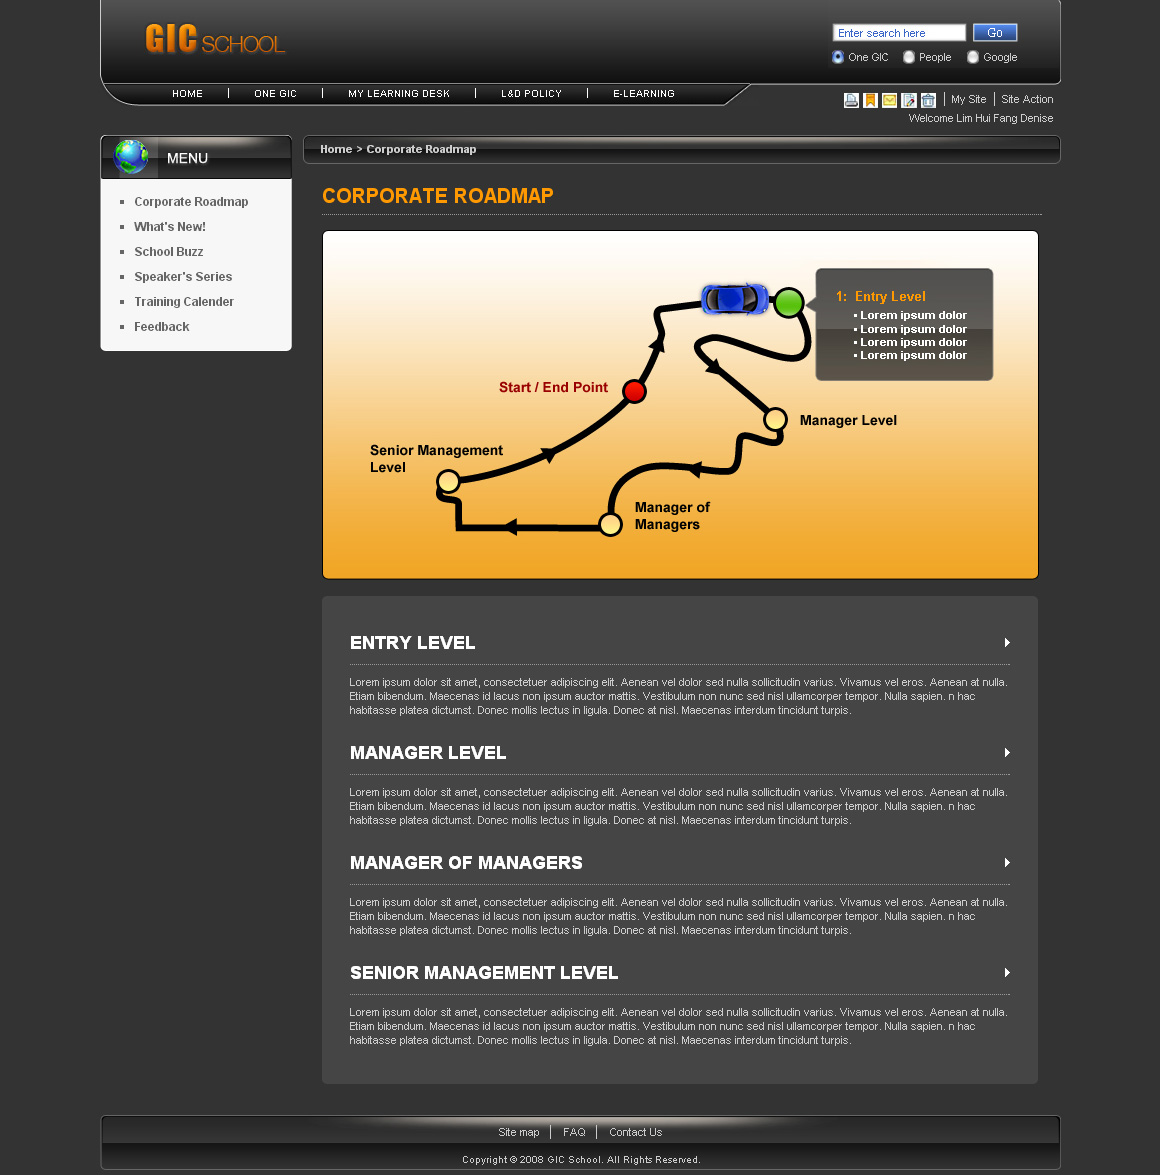 GIC SCHOOL
Enter search here Go
One GIC People Google
HOME | ONE GIC | MY LEARNING DESK | L&D POLICY | E-LEARNING
My Site | Site Action
Welcome Lim Hui Fang Denise
MENU
Corporate Roadmap
What's New!
School Buzz
Speaker's Series
Training Calender
Feedback
Home > Corporate Roadmap
CORPORATE ROADMAP
1: Entry Level
• Lorem ipsum dolor
• Lorem ipsum dolor
• Lorem ipsum dolor
• Lorem ipsum dolor
Start / End Point
Manager Level
Senior Management
Level
Manager of
Managers
ENTRY LEVEL
Lorem ipsum dolor sit amet, consectetuer adipiscing elit. Aenean vel dolor sed nulla sollicitudin varius. Vivamus vel eros. Aenean at nulla.
Etiam bibendum. Maecenas id lacus non ipsum auctor mattis. Vestibulum non nunc sed nisl ullamcorper tempor. Nulla sapien. n hac
habitasse platea dictumst. Donec mollis lectus in ligula. Donec at nisl. Maecenas interdum tincidunt turpis.
MANAGER LEVEL
Lorem ipsum dolor sit amet, consectetuer adipiscing elit. Aenean vel dolor sed nulla sollicitudin varius. Vivamus vel eros. Aenean at nulla.
Etiam bibendum. Maecenas id lacus non ipsum auctor mattis. Vestibulum non nunc sed nisl ullamcorper tempor. Nulla sapien. n hac
habitasse platea dictumst. Donec mollis lectus in ligula. Donec at nisl. Maecenas interdum tincidunt turpis.
MANAGER OF MANAGERS
Lorem ipsum dolor sit amet, consectetuer adipiscing elit. Aenean vel dolor sed nulla sollicitudin varius. Vivamus vel eros. Aenean at nulla.
Etiam bibendum. Maecenas id lacus non ipsum auctor mattis. Vestibulum non nunc sed nisl ullamcorper tempor. Nulla sapien. n hac
habitasse platea dictumst. Donec mollis lectus in ligula. Donec at nisl. Maecenas interdum tincidunt turpis.
SENIOR MANAGEMENT LEVEL
Lorem ipsum dolor sit amet, consectetuer adipiscing elit. Aenean vel dolor sed nulla sollicitudin varius. Vivamus vel eros. Aenean at nulla.
Etiam bibendum. Maecenas id lacus non ipsum auctor mattis. Vestibulum non nunc sed nisl ullamcorper tempor. Nulla sapien. n hac
habitasse platea dictumst. Donec mollis lectus in ligula. Donec at nisl. Maecenas interdum tincidunt turpis.
Site map | FAQ | Contact Us
Copyright © 2008 GIC School. All Rights Reserved.